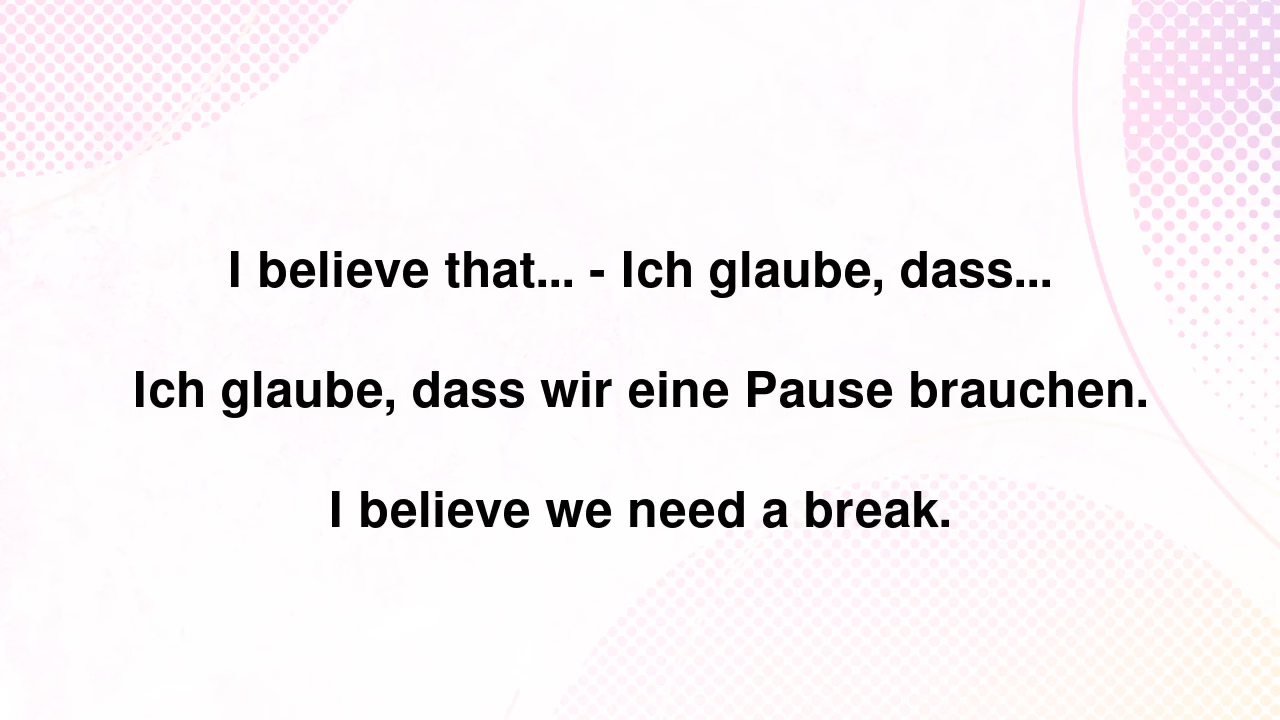 I believe that... - Ich glaube, dass...
Ich glaube, dass wir eine Pause brauchen.
I believe we need a break.